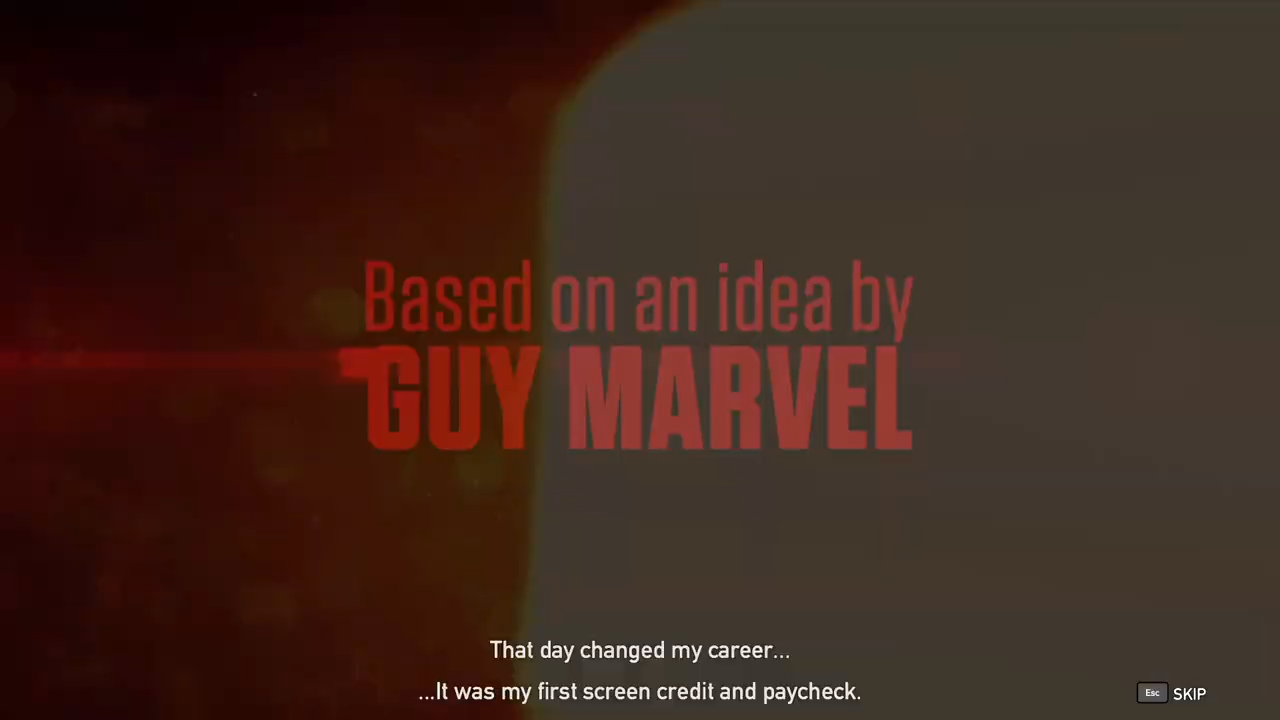 Based on an idea by
GUY MARVEL
That day changed my career...
...It was my first screen credit and paycheck.
Esc SKIP